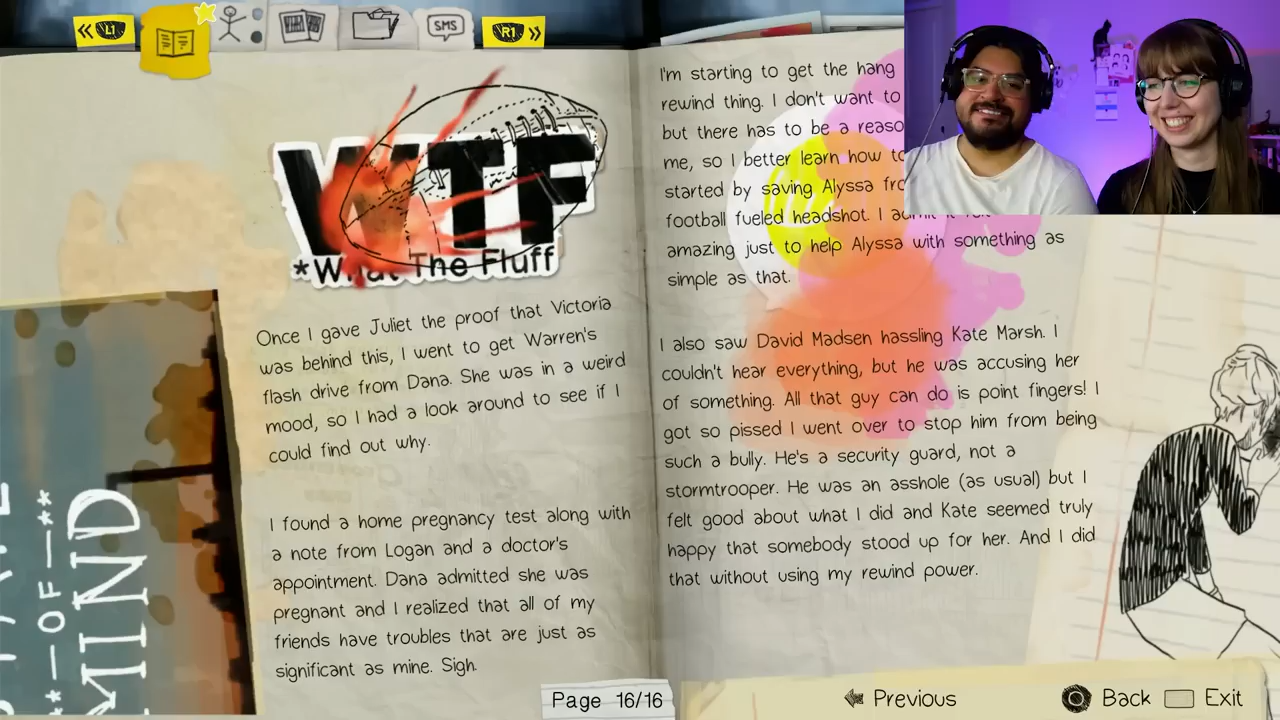 L1
SMS
R1
WTF
*What The Fluff
Once I gave Juliet the proof that Victoria
was behind this, I went to get Warren's
flash drive from Dana. She was in a weird
mood, so I had a look around to see if I
could find out why.
I found a home pregnancy test along with
a note from Logan and a doctor's
appointment. Dana admitted she was
pregnant and I realized that all of my
friends have troubles that are just as
significant as mine. Sigh.
OF
MIND
I'm starting to get the hang
rewind thing. I don't want to
but there has to be a reaso
me, so I better learn how to
started by saving Alyssa fro
football fueled headshot. I admit it felt
amazing just to help Alyssa with something as
simple as that.
I also saw David Madsen hassling Kate Marsh. I
couldn't hear everything, but he was accusing her
of something. All that guy can do is point fingers! I
got so pissed I went over to stop him from being
such a bully. He's a security guard, not a
stormtrooper. He was an asshole (as usual) but I
felt good about what I did and Kate seemed truly
happy that somebody stood up for her. And I did
that without using my rewind power.
Page 16/16
Previous
Back
Exit